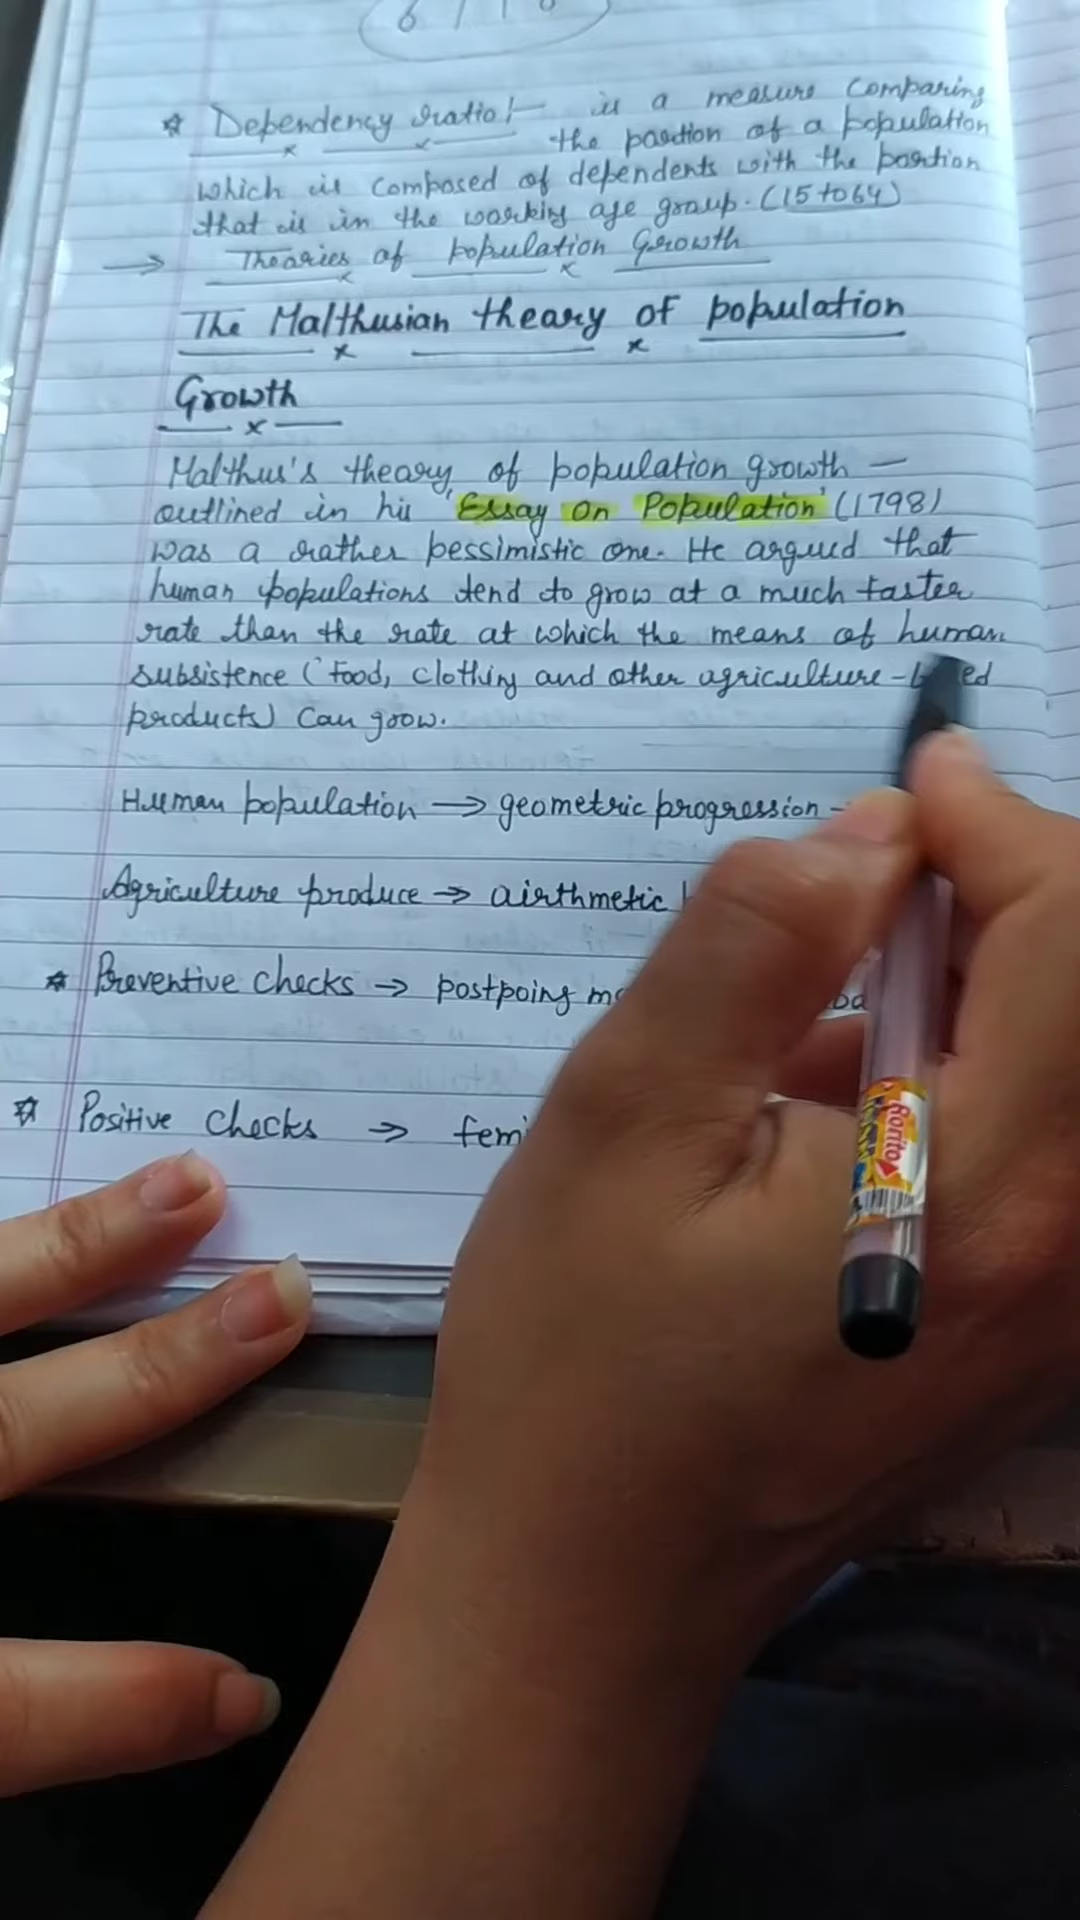 6 / 1
☆ Dependency ratio!— is a measure comparing
the portion of a population
which is composed of dependents with the portion
that is in the working age group. (15 to 64)
→ Theories of population Growth
The Malthusian theory of population
Growth
Malthus's theory of population growth —
outlined in his 'Essay on Population' (1798)
was a rather pessimistic one. He argued that
human populations tend to grow at a much faster
rate than the rate at which the means of human
subsistence (food, clothing and other agriculture-
products) can grow.
Human population → geometric progression -
Agriculture produce → airthmetic
☆ Preventive checks → postpoing
☆ Positive checks →
Rorito